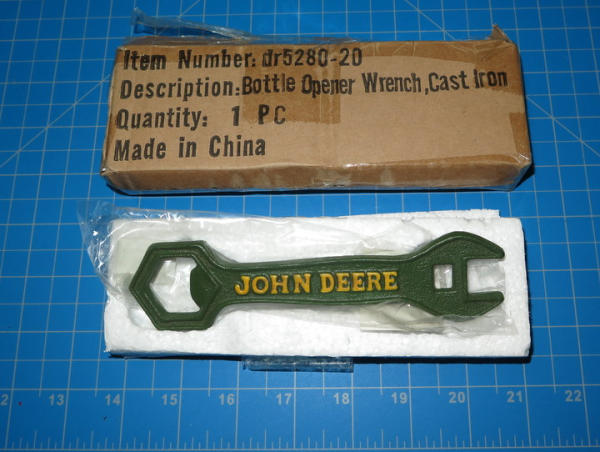 Item Number: dr5280-20
Description:Bottle Opener Wrench,Cast Iron
Quantity: 1 PC
Made in China
JOHN DEERE
12 13 14 15 16 17 18 19 20 21 22